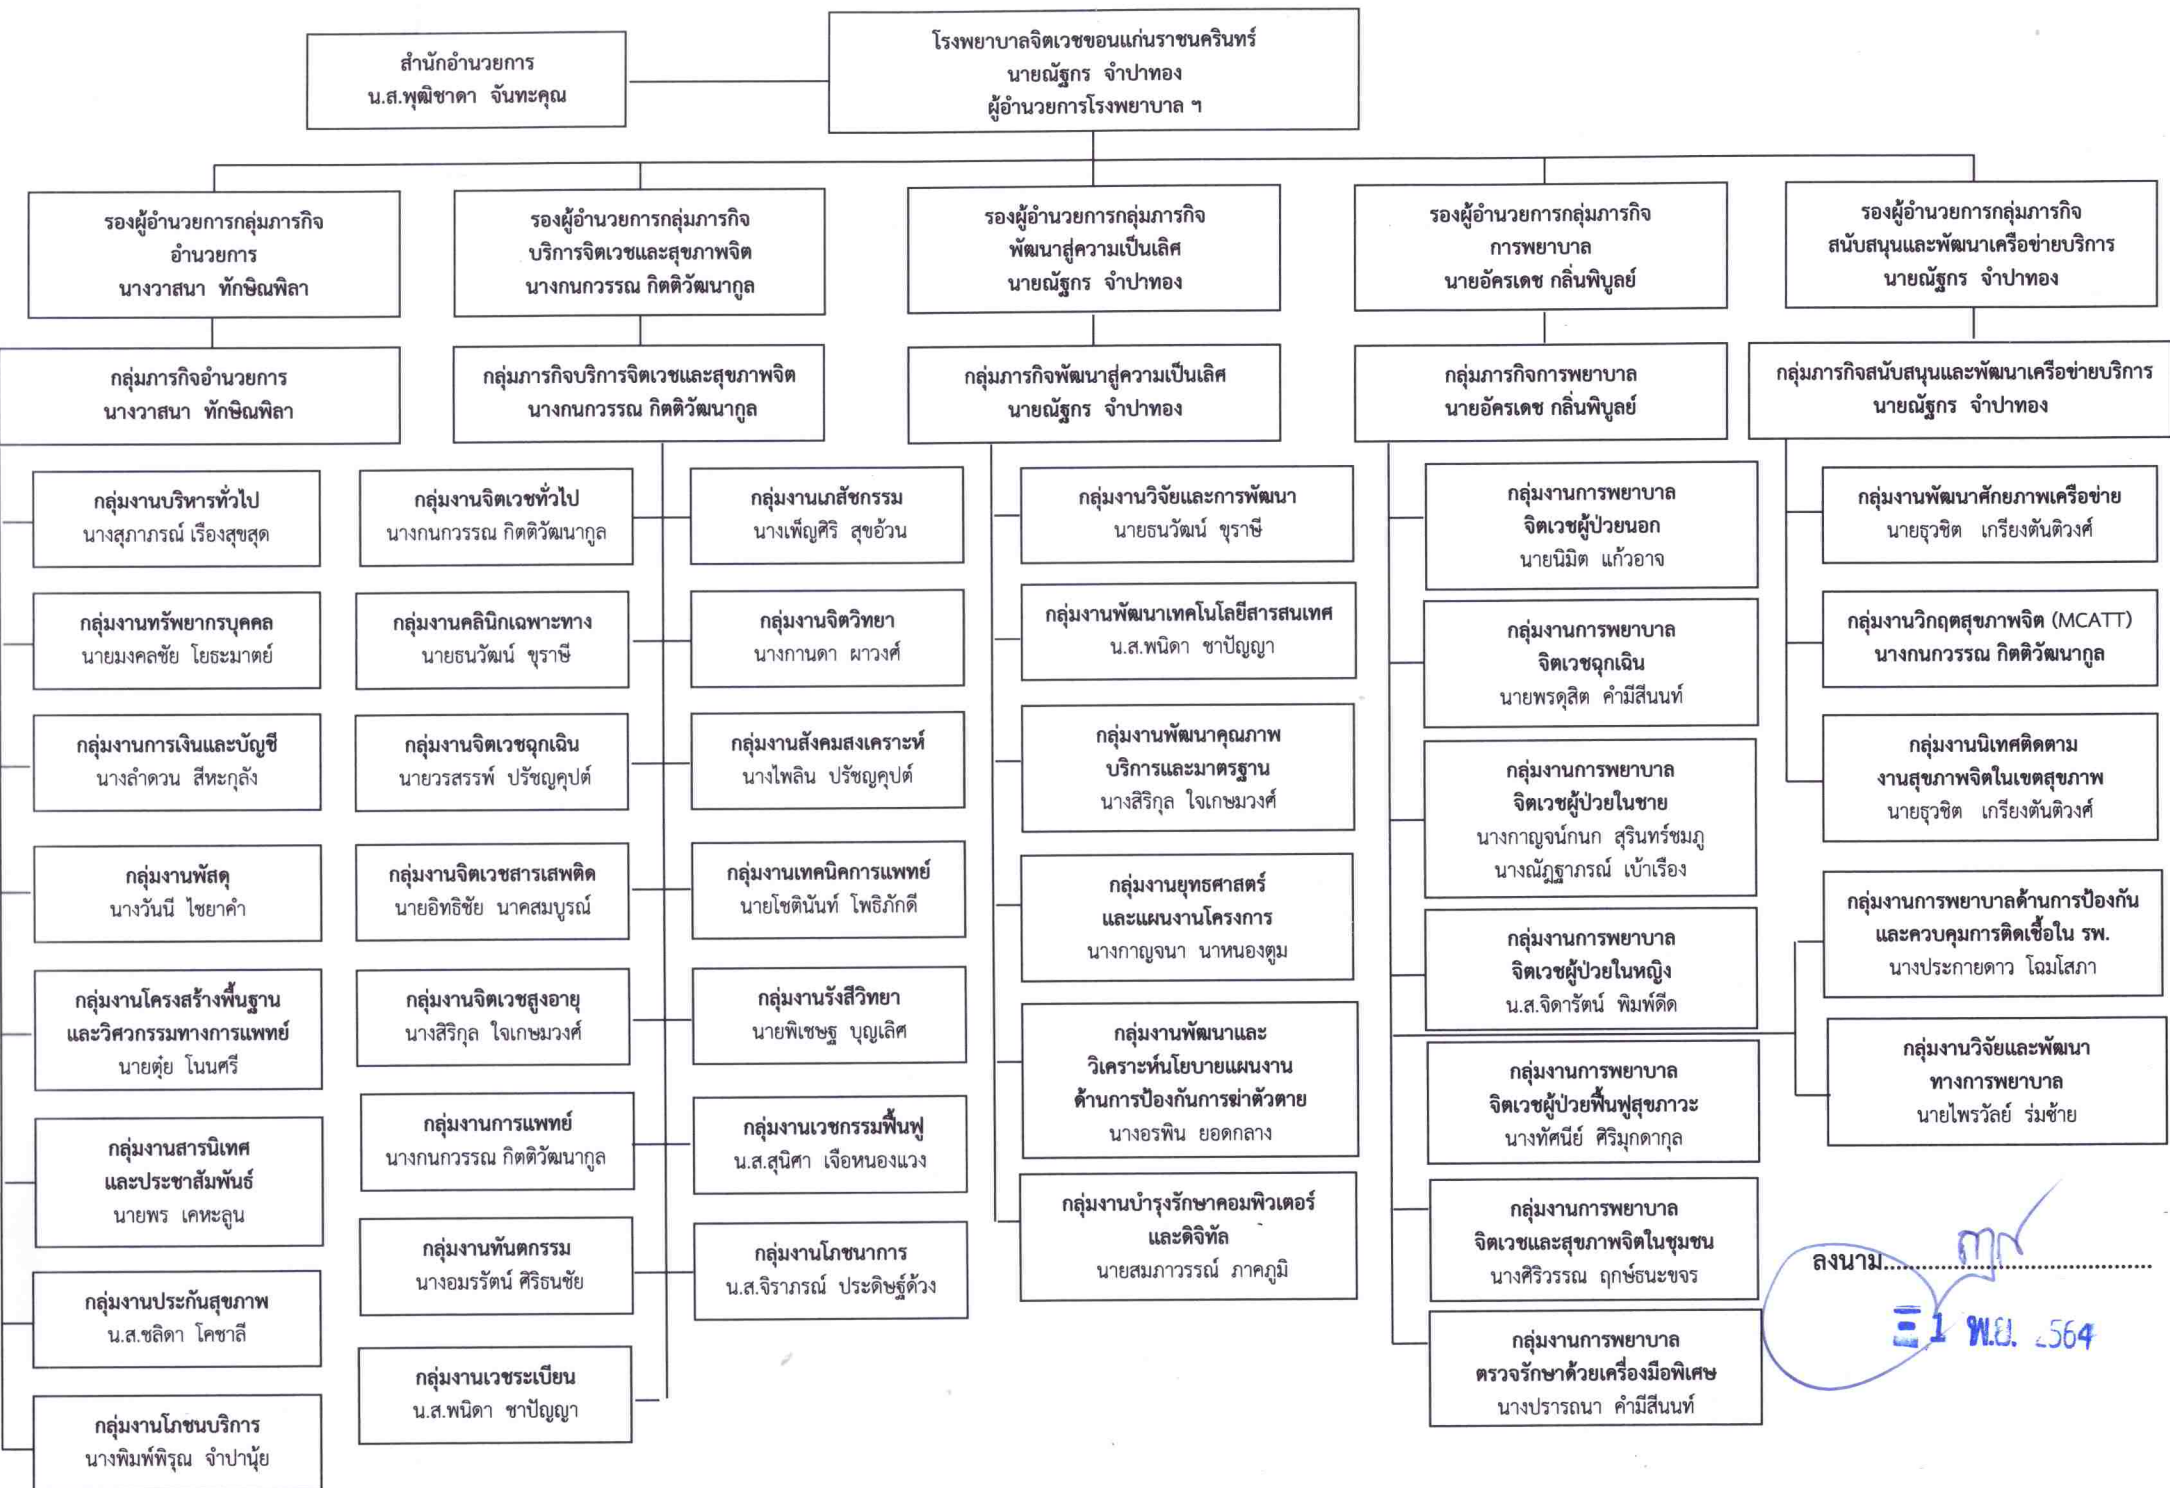 สำนักอำนวยการ
น.ส.พุฒิชาดา จันทะคุณ
โรงพยาบาลจิตเวชขอนแก่นราชนครินทร์
นายณัฐกร จำปาทอง
ผู้อำนวยการโรงพยาบาล ฯ
รองผู้อำนวยการกลุ่มภารกิจ
อำนวยการ
นางวาสนา ทักษิณพิลา
รองผู้อำนวยการกลุ่มภารกิจ
บริการจิตเวชและสุขภาพจิต
นางกนกวรรณ กิตติวัฒนากูล
รองผู้อำนวยการกลุ่มภารกิจ
พัฒนาสู่ความเป็นเลิศ
นายณัฐกร จำปาทอง
รองผู้อำนวยการกลุ่มภารกิจ
การพยาบาล
นายอัครเดช กลิ่นพิบูลย์
รองผู้อำนวยการกลุ่มภารกิจ
สนับสนุนและพัฒนาเครือข่ายบริการ
นายณัฐกร จำปาทอง
กลุ่มภารกิจอำนวยการ
นางวาสนา ทักษิณพิลา
กลุ่มภารกิจบริการจิตเวชและสุขภาพจิต
นางกนกวรรณ กิตติวัฒนากูล
กลุ่มภารกิจพัฒนาสู่ความเป็นเลิศ
นายณัฐกร จำปาทอง
กลุ่มภารกิจการพยาบาล
นายอัครเดช กลิ่นพิบูลย์
กลุ่มภารกิจสนับสนุนและพัฒนาเครือข่ายบริการ
นายณัฐกร จำปาทอง
กลุ่มงานบริหารทั่วไป
นางสุภาภรณ์ เรืองสุขสุด
กลุ่มงานทรัพยากรบุคคล
นายมงคลชัย โยธะมาตย์
กลุ่มงานการเงินและบัญชี
นางลำดวน สีหะกุลัง
กลุ่มงานพัสดุ
นางวันนี ไชยาคำ
กลุ่มงานโครงสร้างพื้นฐาน
และวิศวกรรมทางการแพทย์
นายตุ๋ย โนนศรี
กลุ่มงานสารนิเทศ
และประชาสัมพันธ์
นายพร เคหะลูน
กลุ่มงานประกันสุขภาพ
น.ส.ชลิดา โคชาลี
กลุ่มงานโภชนบริการ
นางพิมพ์พิรุณ จำปานุ้ย
กลุ่มงานจิตเวชทั่วไป
นางกนกวรรณ กิตติวัฒนากูล
กลุ่มงานคลินิกเฉพาะทาง
นายธนวัฒน์ ขุราษี
กลุ่มงานจิตเวชฉุกเฉิน
นายวรสรรพ์ ปรัชญคุปต์
กลุ่มงานจิตเวชสารเสพติด
นายอิทธิชัย นาคสมบูรณ์
กลุ่มงานจิตเวชสูงอายุ
นางสิริกุล ใจเกษมวงศ์
กลุ่มงานการแพทย์
นางกนกวรรณ กิตติวัฒนากูล
กลุ่มงานทันตกรรม
นางอมรรัตน์ ศิริธนชัย
กลุ่มงานเวชระเบียน
น.ส.พนิดา ชาปัญญา
กลุ่มงานเภสัชกรรม
นางเพ็ญศิริ สุขอ้วน
กลุ่มงานจิตวิทยา
นางกานดา ผาวงศ์
กลุ่มงานสังคมสงเคราะห์
นางไพลิน ปรัชญคุปต์
กลุ่มงานเทคนิคการแพทย์
นายโชตินันท์ โพธิภักดี
กลุ่มงานรังสีวิทยา
นายพิเชษฐ บุญเลิศ
กลุ่มงานเวชกรรมฟื้นฟู
น.ส.สุนิศา เจือหนองแวง
กลุ่มงานโภชนาการ
น.ส.จิราภรณ์ ประดิษฐ์ด้วง
กลุ่มงานวิจัยและการพัฒนา
นายธนวัฒน์ ขุราษี
กลุ่มงานพัฒนาเทคโนโลยีสารสนเทศ
น.ส.พนิดา ชาปัญญา
กลุ่มงานพัฒนาคุณภาพ
บริการและมาตรฐาน
นางสิริกุล ใจเกษมวงศ์
กลุ่มงานยุทธศาสตร์
และแผนงานโครงการ
นางกาญจนา นาหนองตูม
กลุ่มงานพัฒนาและ
วิเคราะห์นโยบายแผนงาน
ด้านการป้องกันการฆ่าตัวตาย
นางอรพิน ยอดกลาง
กลุ่มงานบำรุงรักษาคอมพิวเตอร์
และดิจิทัล
นายสมภาวรรณ์ ภาคภูมิ
กลุ่มงานการพยาบาล
จิตเวชผู้ป่วยนอก
นายนิมิต แก้วอาจ
กลุ่มงานการพยาบาล
จิตเวชฉุกเฉิน
นายพรดุสิต คำมีสีนนท์
กลุ่มงานการพยาบาล
จิตเวชผู้ป่วยในชาย
นางกาญจน์กนก สุรินทร์ชมภู
นางณัฎฐาภรณ์ เบ้าเรือง
กลุ่มงานการพยาบาล
จิตเวชผู้ป่วยในหญิง
น.ส.จิดารัตน์ พิมพ์ดีด
กลุ่มงานการพยาบาล
จิตเวชผู้ป่วยฟื้นฟูสุขภาวะ
นางทัศนีย์ ศิริมุกดากุล
กลุ่มงานการพยาบาล
จิตเวชและสุขภาพจิตในชุมชน
นางศิริวรรณ ฤกษ์ธนะขจร
กลุ่มงานการพยาบาล
ตรวจรักษาด้วยเครื่องมือพิเศษ
นางปรารถนา คำมีสีนนท์
กลุ่มงานพัฒนาศักยภาพเครือข่าย
นายธุวชิต เกรียงตันติวงศ์
กลุ่มงานวิกฤตสุขภาพจิต (MCATT)
นางกนกวรรณ กิตติวัฒนากูล
กลุ่มงานนิเทศติดตาม
งานสุขภาพจิตในเขตสุขภาพ
นายธุวชิต เกรียงตันติวงศ์
กลุ่มงานการพยาบาลด้านการป้องกัน
และควบคุมการติดเชื้อใน รพ.
นางประกายดาว โฉมโสภา
กลุ่มงานวิจัยและพัฒนา
ทางการพยาบาล
นายไพรวัลย์ ร่มซ้าย
ลงนาม........................................
1 พ.ย. 2564